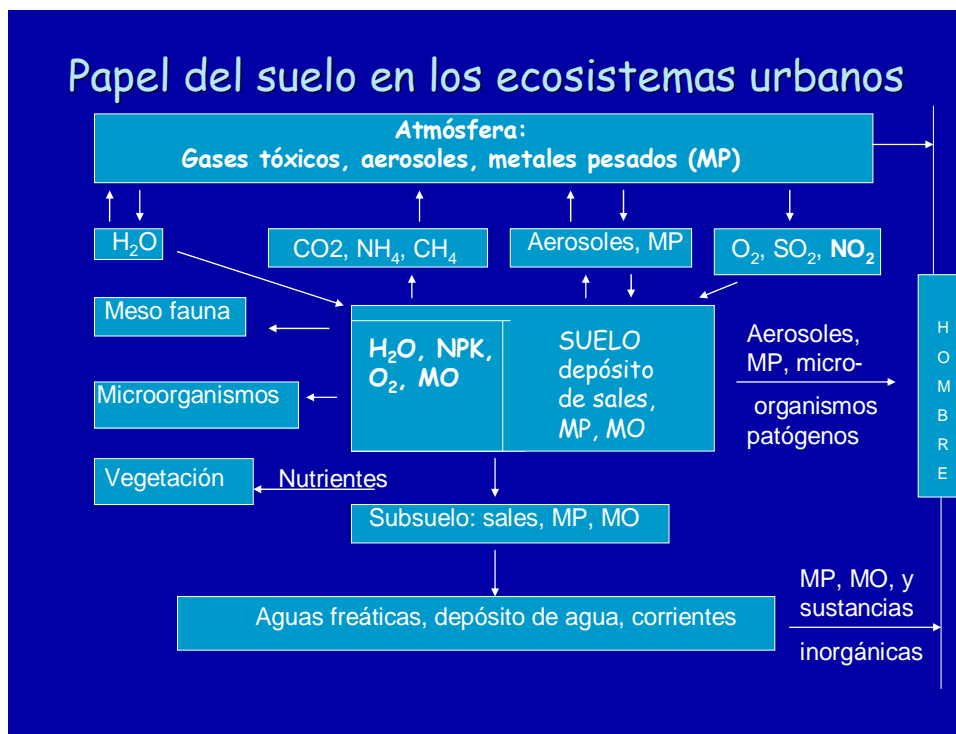 Papel del suelo en los ecosistemas urbanos
Atmósfera:
Gases tóxicos, aerosoles, metales pesados (MP)
H₂O
CO2, NH₄, CH₄
Aerosoles, MP
O₂, SO₂, NO₂
Meso fauna
Microorganismos
Vegetación
Nutrientes
H₂O, NPK,
O₂, MO
SUELO
depósito
de sales,
MP, MO
Aerosoles,
MP, micro-
organismos
patógenos
H
O
M
B
R
E
Subsuelo: sales, MP, MO
Aguas freáticas, depósito de agua, corrientes
MP, MO, y
sustancias
inorgánicas